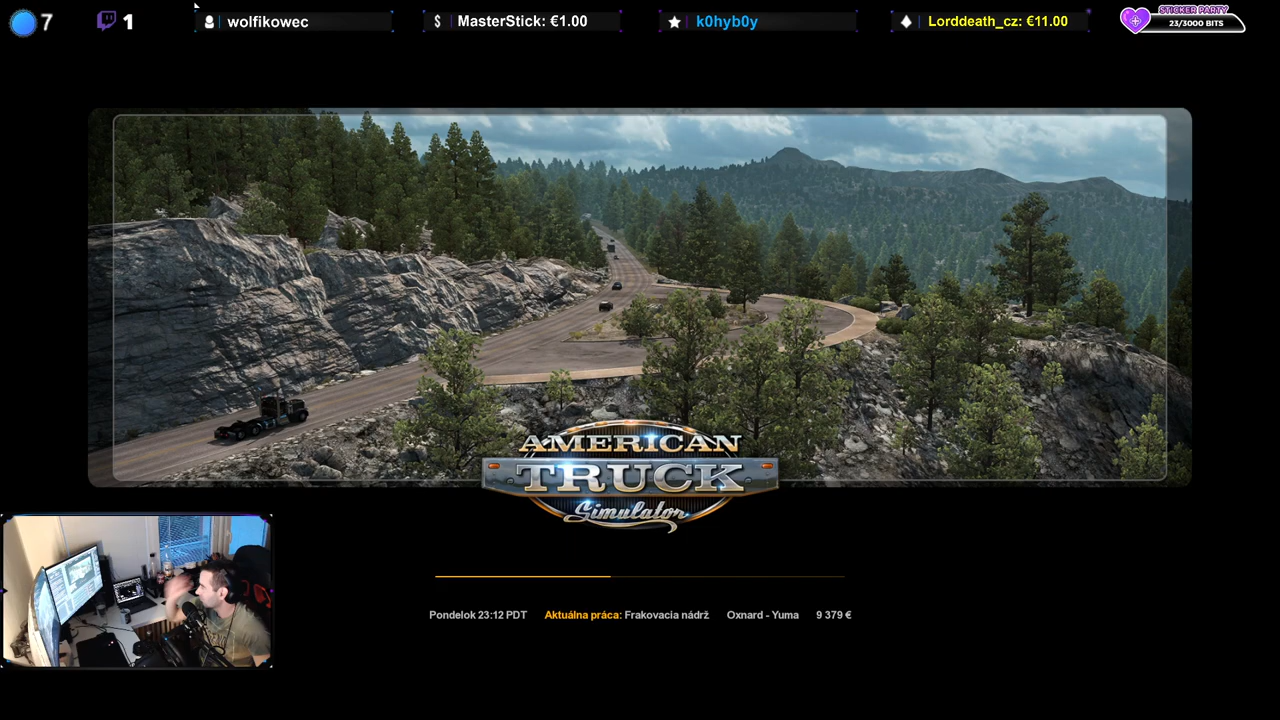 7
1
wolfikowec
$ MasterStick: €1.00
k0hyb0y
Lorddeath_cz: €11.00
STICKER PARTY
23/3000 BITS
AMERICAN
TRUCK
Simulator
Pondelok 23:12 PDT Aktuálna práca: Frakovacia nádrž Oxnard - Yuma 9 379 €